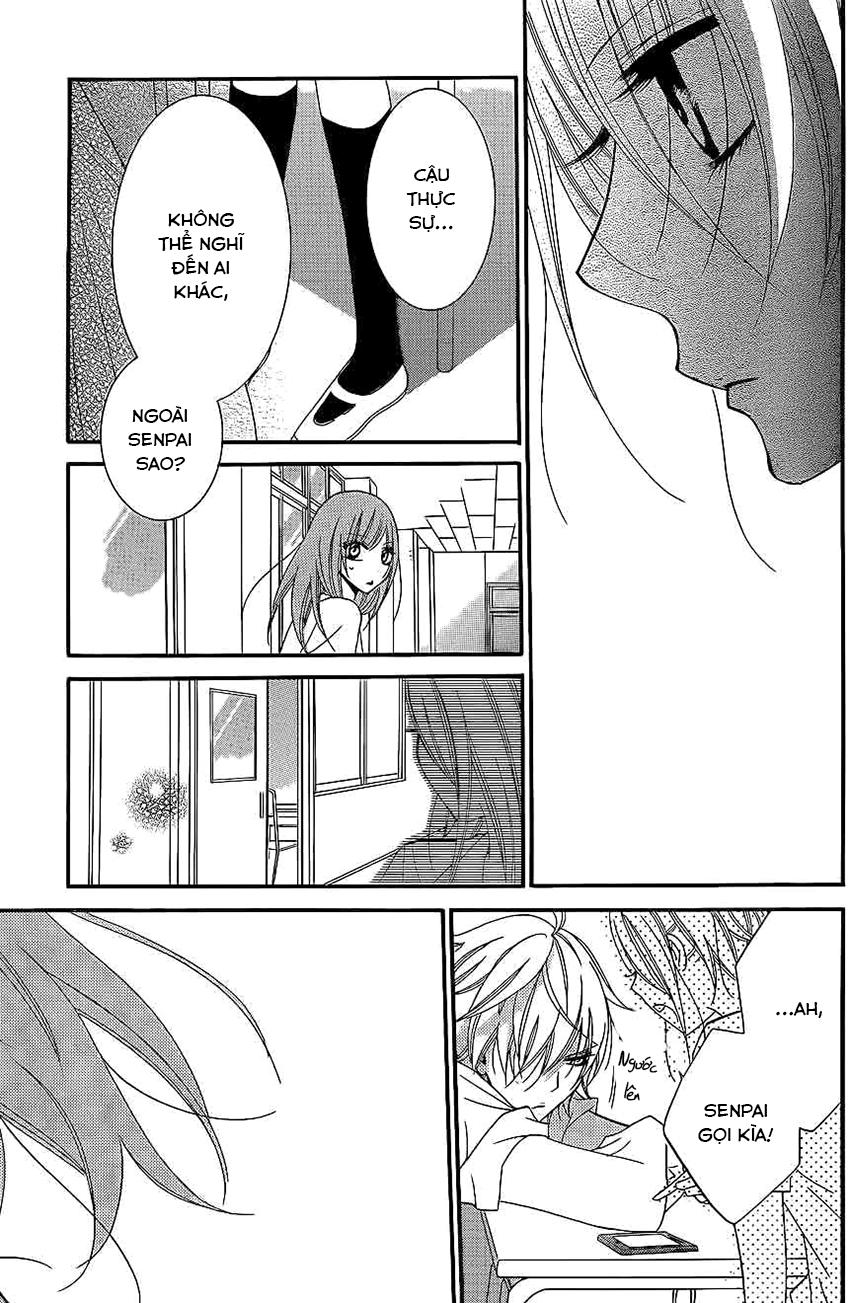 CẬU
THỰC
SỰ...
KHÔNG
THỂ NGHĨ
ĐẾN AI
KHÁC,
NGOÀI
SENPAI
SAO?
...AH,
SENPAI
GỌI KÌA!
Ngước
lên